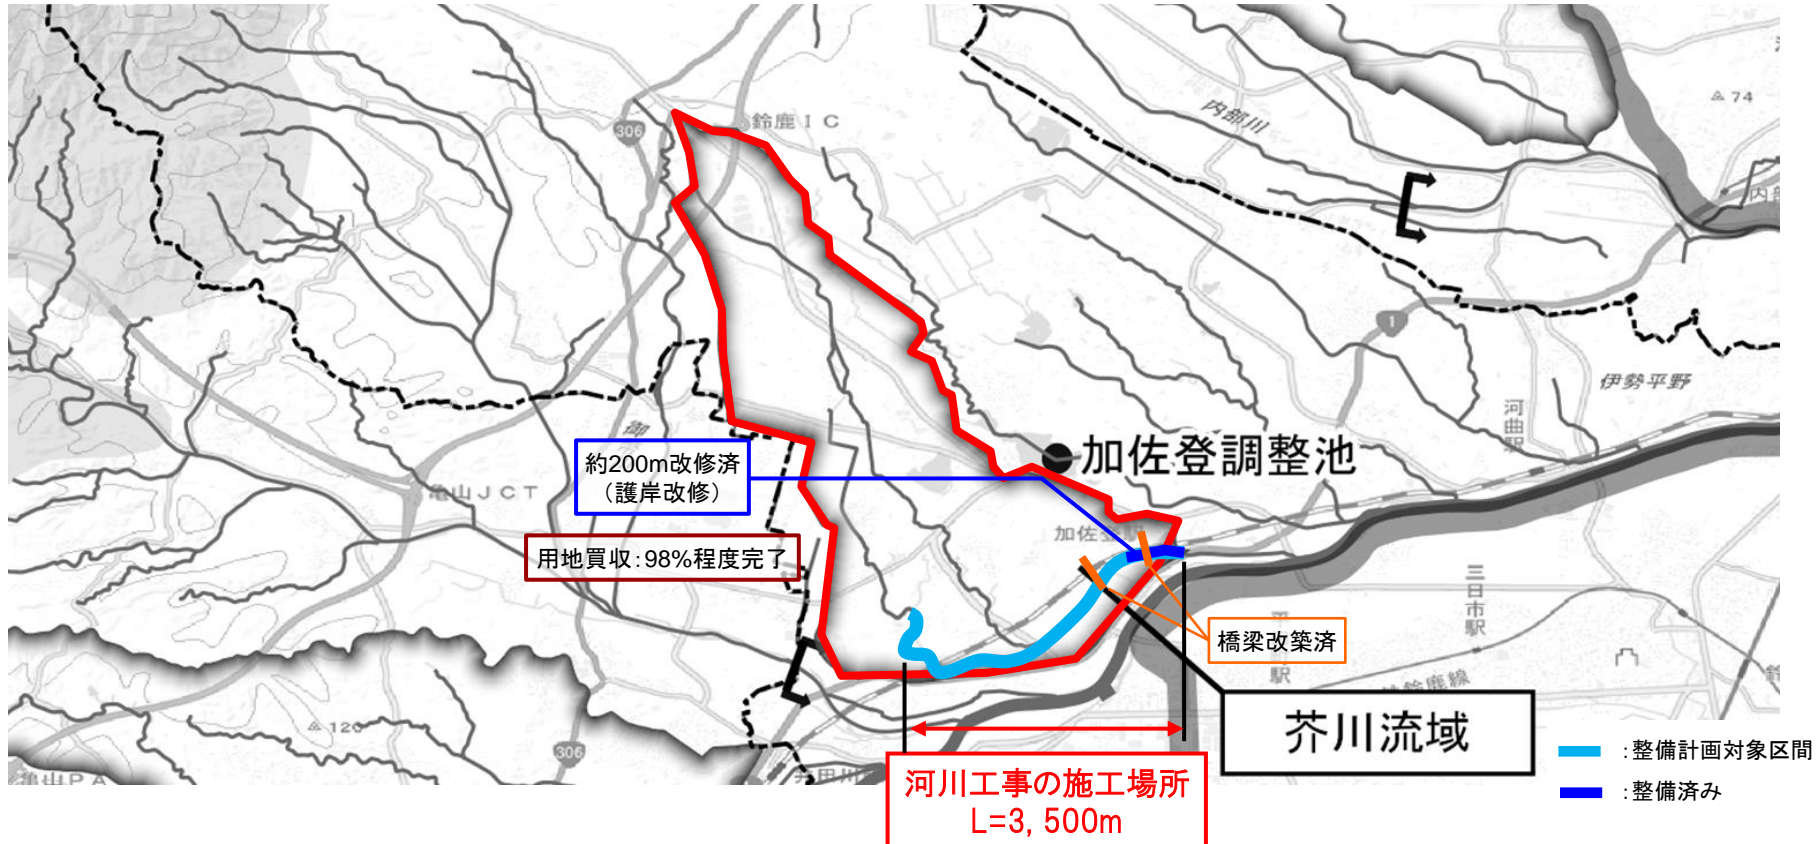 306
鈴鹿IC
内部川
74
内部
1
伊勢平野
河曲駅
御
約200m改修済
（護岸改修）
加佐登調整池
亀山JCT
用地買収：98%程度完了
加佐登駅
三日市駅
橋梁改築済
鈴鹿線
芥川流域
120
306
亀山PA
井田川
河川工事の施工場所
L=3,500m
：整備計画対象区間
：整備済み